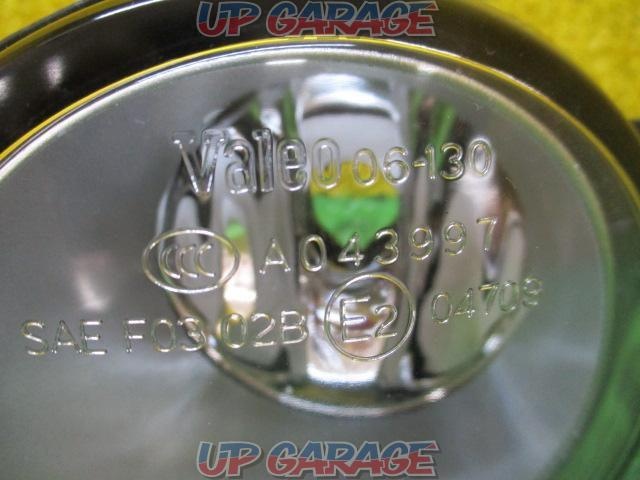 UP GARAGE
Valeo 06-130
CCC A043997
SAE F03 02B E2 04709
UP GARAGE